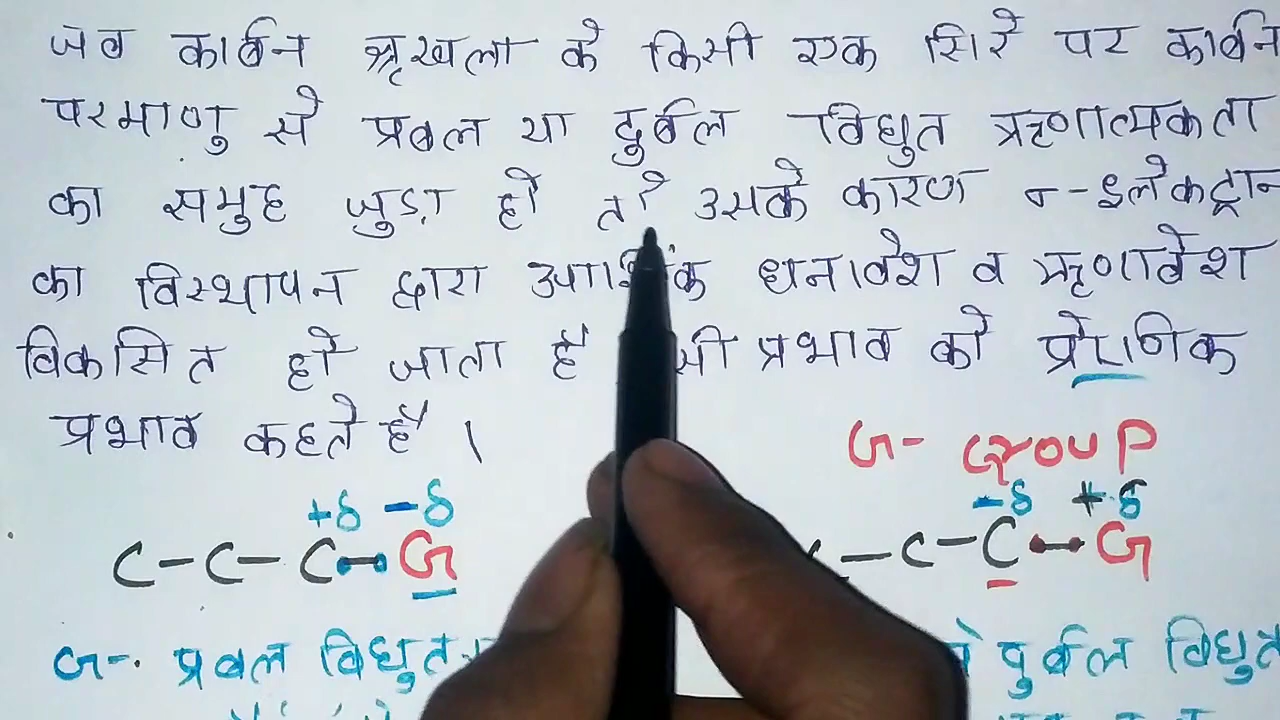 जब कार्बन श्रृखला के किसी एक सिरे पर कार्बन
परमाणु से प्रबल या दुर्बल विधुत ऋणात्मकता
का समुह जुडा़ हो तो उसके कारण σ-इलेक्ट्रान
का विस्थापन द्वारा धनावेश व ऋणावेश
विकसित हो जाता है प्रभाव को प्रेरणिक
प्रभाव कहते है ।
G- Group
+δ -δ -δ +δ
C-C-C-G -C-C-G
G- प्रबल विधुत दुर्बल विधुत